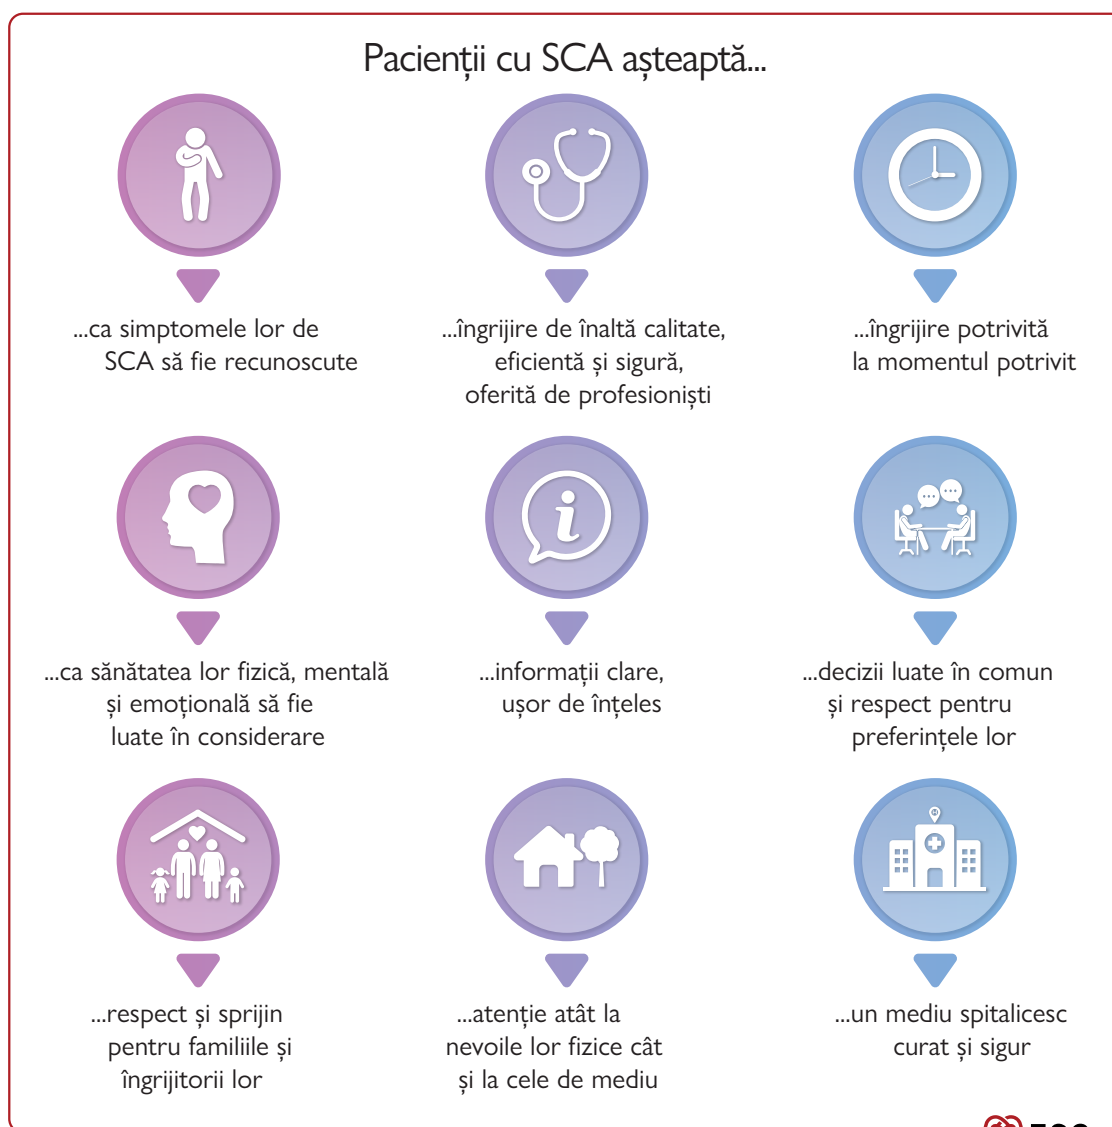 Pacienții cu SCA așteaptă...
...ca simptomele lor de
SCA să fie recunoscute
...îngrijire de înaltă calitate,
eficientă și sigură,
oferită de profesioniști
...îngrijire potrivită
la momentul potrivit
...ca sănătatea lor fizică, mentală
și emoțională să fie
luate în considerare
...informații clare,
ușor de înțeles
...decizii luate în comun
și respect pentru
preferințele lor
...respect și sprijin
pentru familiile și
îngrijitorii lor
...atenție atât la
nevoile lor fizice cât
și la cele de mediu
...un mediu spitalicesc
curat și sigur